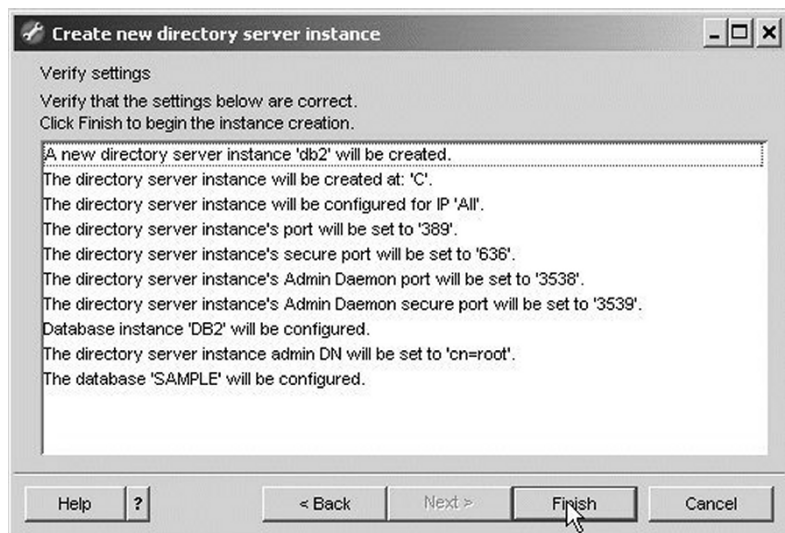 Create new directory server instance
Verify settings
Verify that the settings below are correct.
Click Finish to begin the instance creation.
A new directory server instance 'db2' will be created.
The directory server instance will be created at: 'C'.
The directory server instance will be configured for IP 'All'.
The directory server instance's port will be set to '389'.
The directory server instance's secure port will be set to '636'.
The directory server instance's Admin Daemon port will be set to '3538'.
The directory server instance's Admin Daemon secure port will be set to '3539'.
Database instance 'DB2' will be configured.
The directory server instance admin DN will be set to 'cn=root'.
The database 'SAMPLE' will be configured.
Help ? < Back Next > Finish Cancel